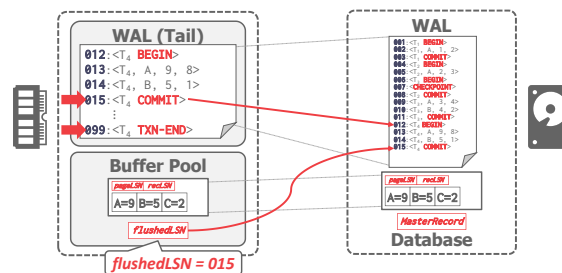 WAL (Tail)
012:<T₄ BEGIN>
013:<T₄, A, 9, 8>
014:<T₄, B, 5, 1>
015:<T₄ COMMIT>
⋮
099:<T₄ TXN-END>
Buffer Pool
pageLSN recLSN
A=9 B=5 C=2
flushedLSN
flushedLSN = 015
WAL
001:<T₁ BEGIN>
002:<T₁, A, 1, 2>
003:<T₁ COMMIT>
004:<T₂ BEGIN>
005:<T₂, A, 2, 3>
006:<T₃ BEGIN>
007:<CHECKPOINT>
008:<T₂ COMMIT>
009:<T₃, A, 3, 4>
010:<T₄, B, 5, 1>
011:<T₃ COMMIT>
012:<T₄ BEGIN>
013:<T₄, A, 9, 8>
014:<T₄, B, 5, 1>
015:<T₄ COMMIT>
pageLSN recLSN
A=9 B=5 C=2
MasterRecord
Database